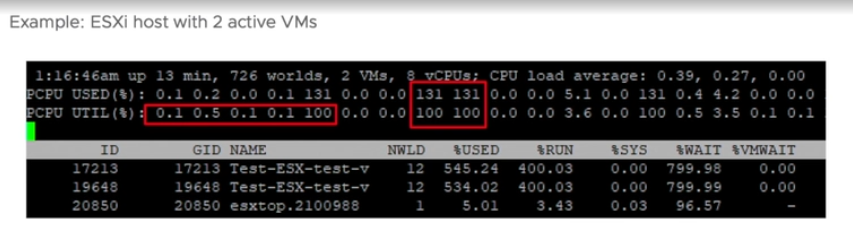 Example: ESXi host with 2 active VMs
1:16:46am up 13 min, 726 worlds, 2 VMs, 8 vCPUs; CPU load average: 0.39, 0.27, 0.00
PCPU USED(%): 0.1 0.2 0.0 0.1 131 0.0 0.0 131 131 0.0 0.0 5.1 0.0 131 0.4 4.2 0.0 0.0
PCPU UTIL(%): 0.1 0.5 0.1 0.1 100 0.0 0.0 100 100 0.0 0.0 3.6 0.0 100 0.5 3.5 0.1 0.1
ID GID NAME NWLD %USED %RUN %SYS %WAIT %VMWAIT
17213 17213 Test-ESX-test-v 12 545.24 400.03 0.00 799.98 0.00
19648 19648 Test-ESX-test-v 12 534.02 400.03 0.00 799.99 0.00
20850 20850 esxtop.2100988 1 5.01 3.43 0.03 96.57 -